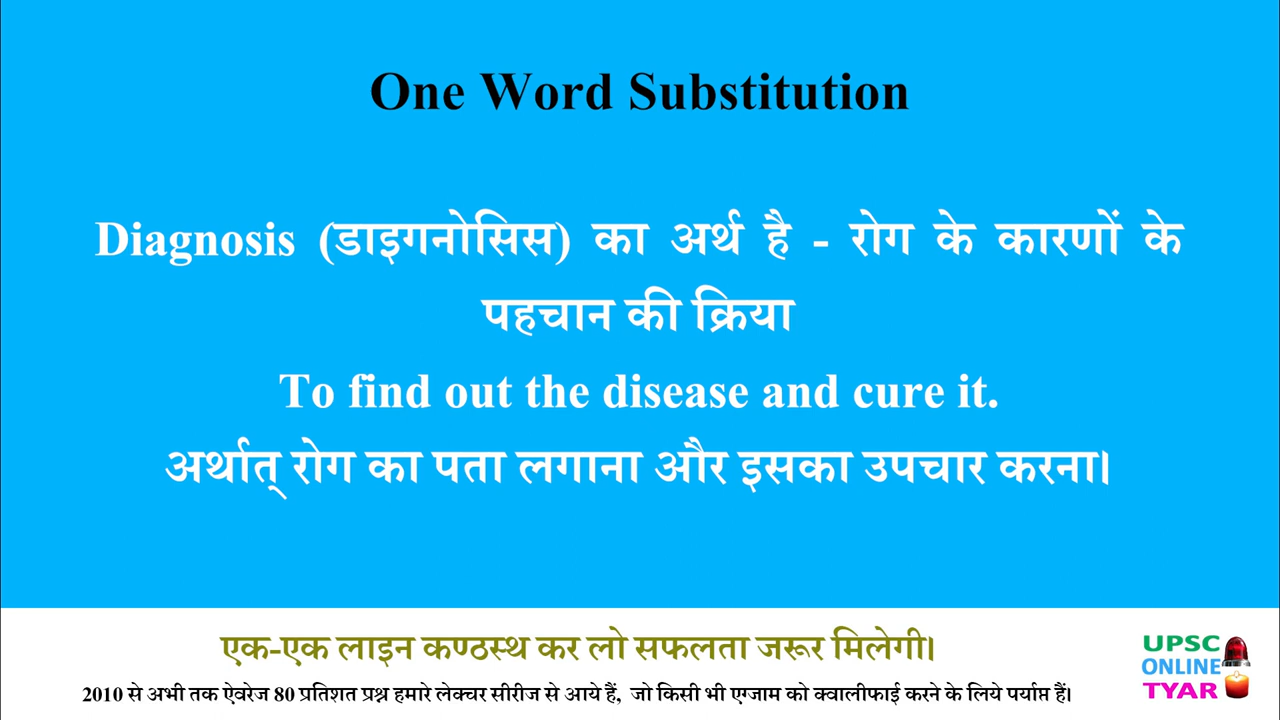 One Word Substitution
Diagnosis (डाइगनोसिस) का अर्थ है - रोग के कारणों के
पहचान की क्रिया
To find out the disease and cure it.
अर्थात् रोग का पता लगाना और इसका उपचार करना।
एक-एक लाइन कण्ठस्थ कर लो सफलता जरूर मिलेगी।
2010 से अभी तक ऐवरेज 80 प्रतिशत प्रश्न हमारे लेक्चर सीरीज से आये हैं, जो किसी भी एग्जाम को क्वालीफाई करने के लिये पर्याप्त हैं।
UPSC
ONLINE
TYAR